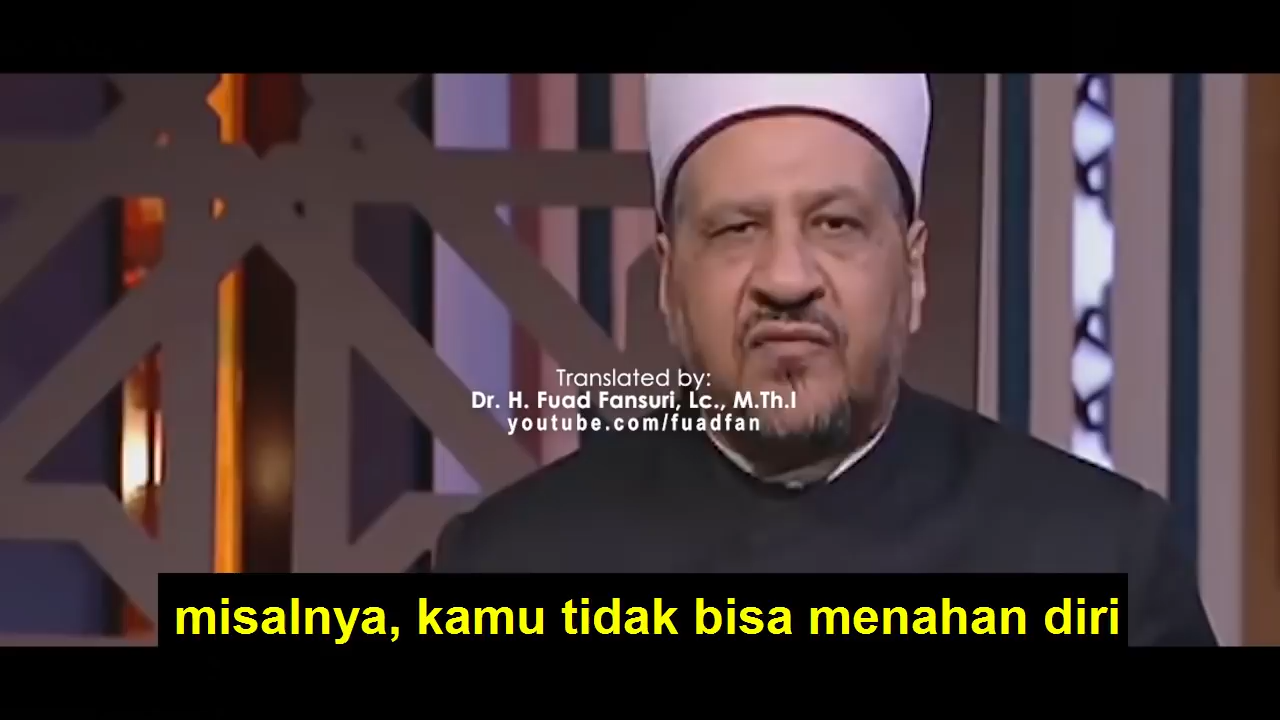 Translated by:
Dr. H. Fuad Fansuri, Lc., M.Th.I
youtube.com/fuadfan
misalnya, kamu tidak bisa menahan diri